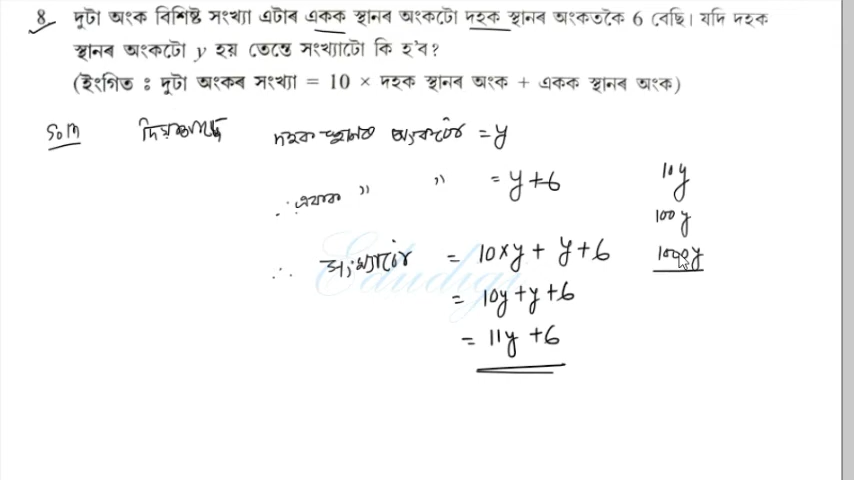 8. দুটা অংক বিশিষ্ট সংখ্যা এটাৰ একক স্থানৰ অংকটো দহক স্থানৰ অংকতকৈ 6 বেছি। যদি দহক
স্থানৰ অংকটো y হয় তেন্তে সংখ্যাটো কি হ'ব?
(ইংগিত : দুটা অংকৰ সংখ্যা = 10 × দহক স্থানৰ অংক + একক স্থানৰ অংক)
Solⁿ দিয়া আছে দহক স্থানৰ অংকটো = y
∴ একক " " = y+6
10y
100y
∴ সংখ্যাটো = 10×y + y+6
1000y
= 10y+y+6
= 11y +6
Edudigi